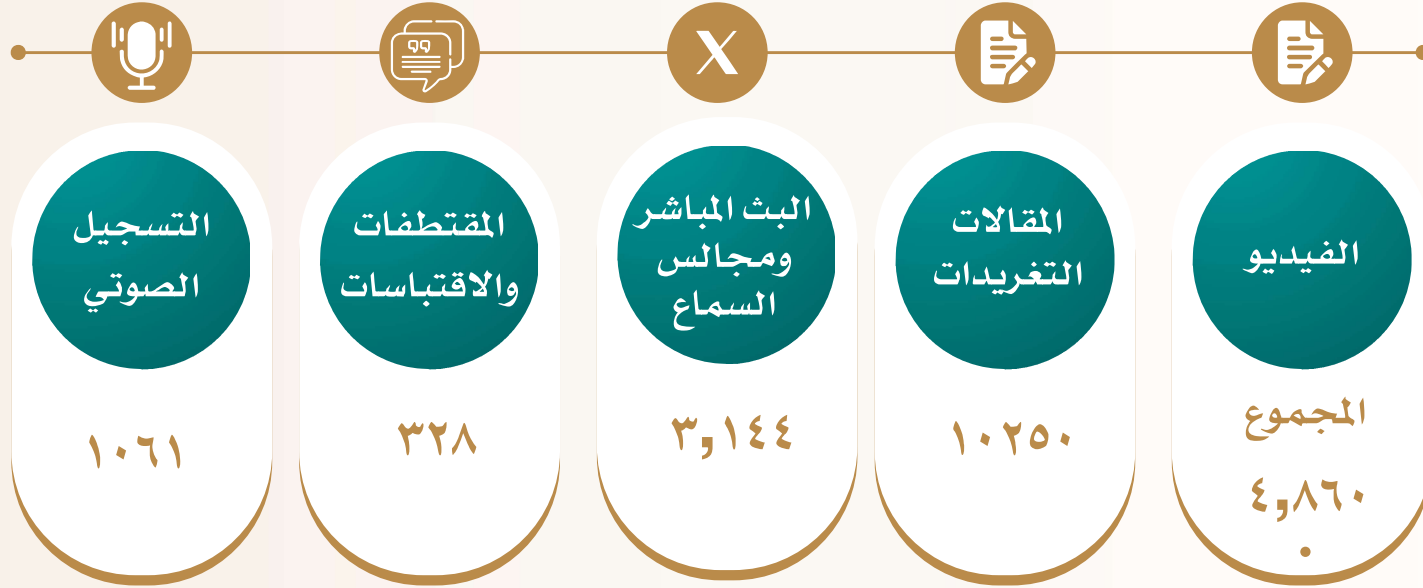 الفيديو
المجموع
٤,٨٦٠
٠
المقالات
التغريدات
١٠٢٥٠
البث المباشر
ومجالس
السماع
٣,١٤٤
المقتطفات
والاقتباسات
٣٢٨
التسجيل
الصوتي
١٠٦١